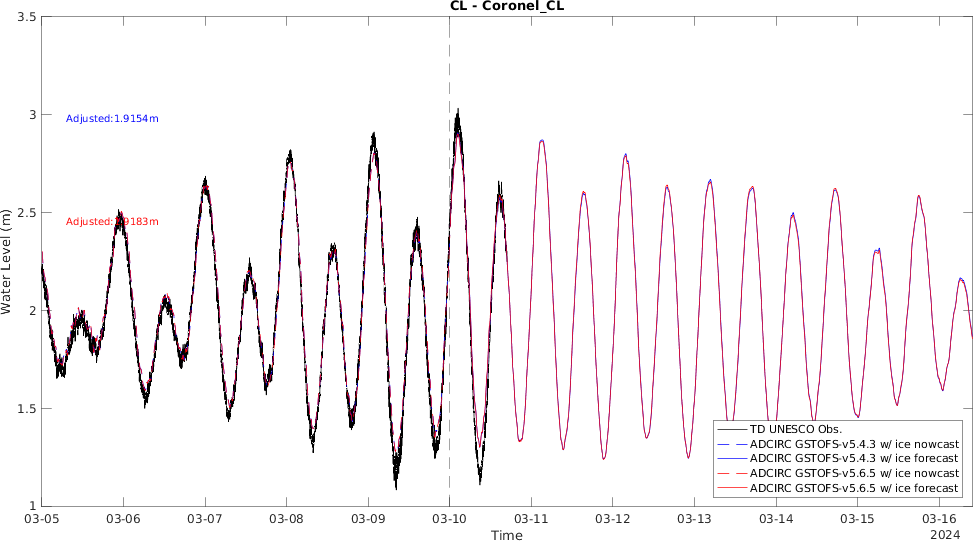 CL - Coronel_CL
3.5
3
2.5
2
1.5
1
Water Level (m)
Adjusted:1.9154m
Adjusted:1.9183m
TD UNESCO Obs.
ADCIRC GSTOFS-v5.4.3 w/ ice nowcast
ADCIRC GSTOFS-v5.4.3 w/ ice forecast
ADCIRC GSTOFS-v5.6.5 w/ ice nowcast
ADCIRC GSTOFS-v5.6.5 w/ ice forecast
03-05 03-06 03-07 03-08 03-09 03-10 03-11 03-12 03-13 03-14 03-15 03-16
Time
2024